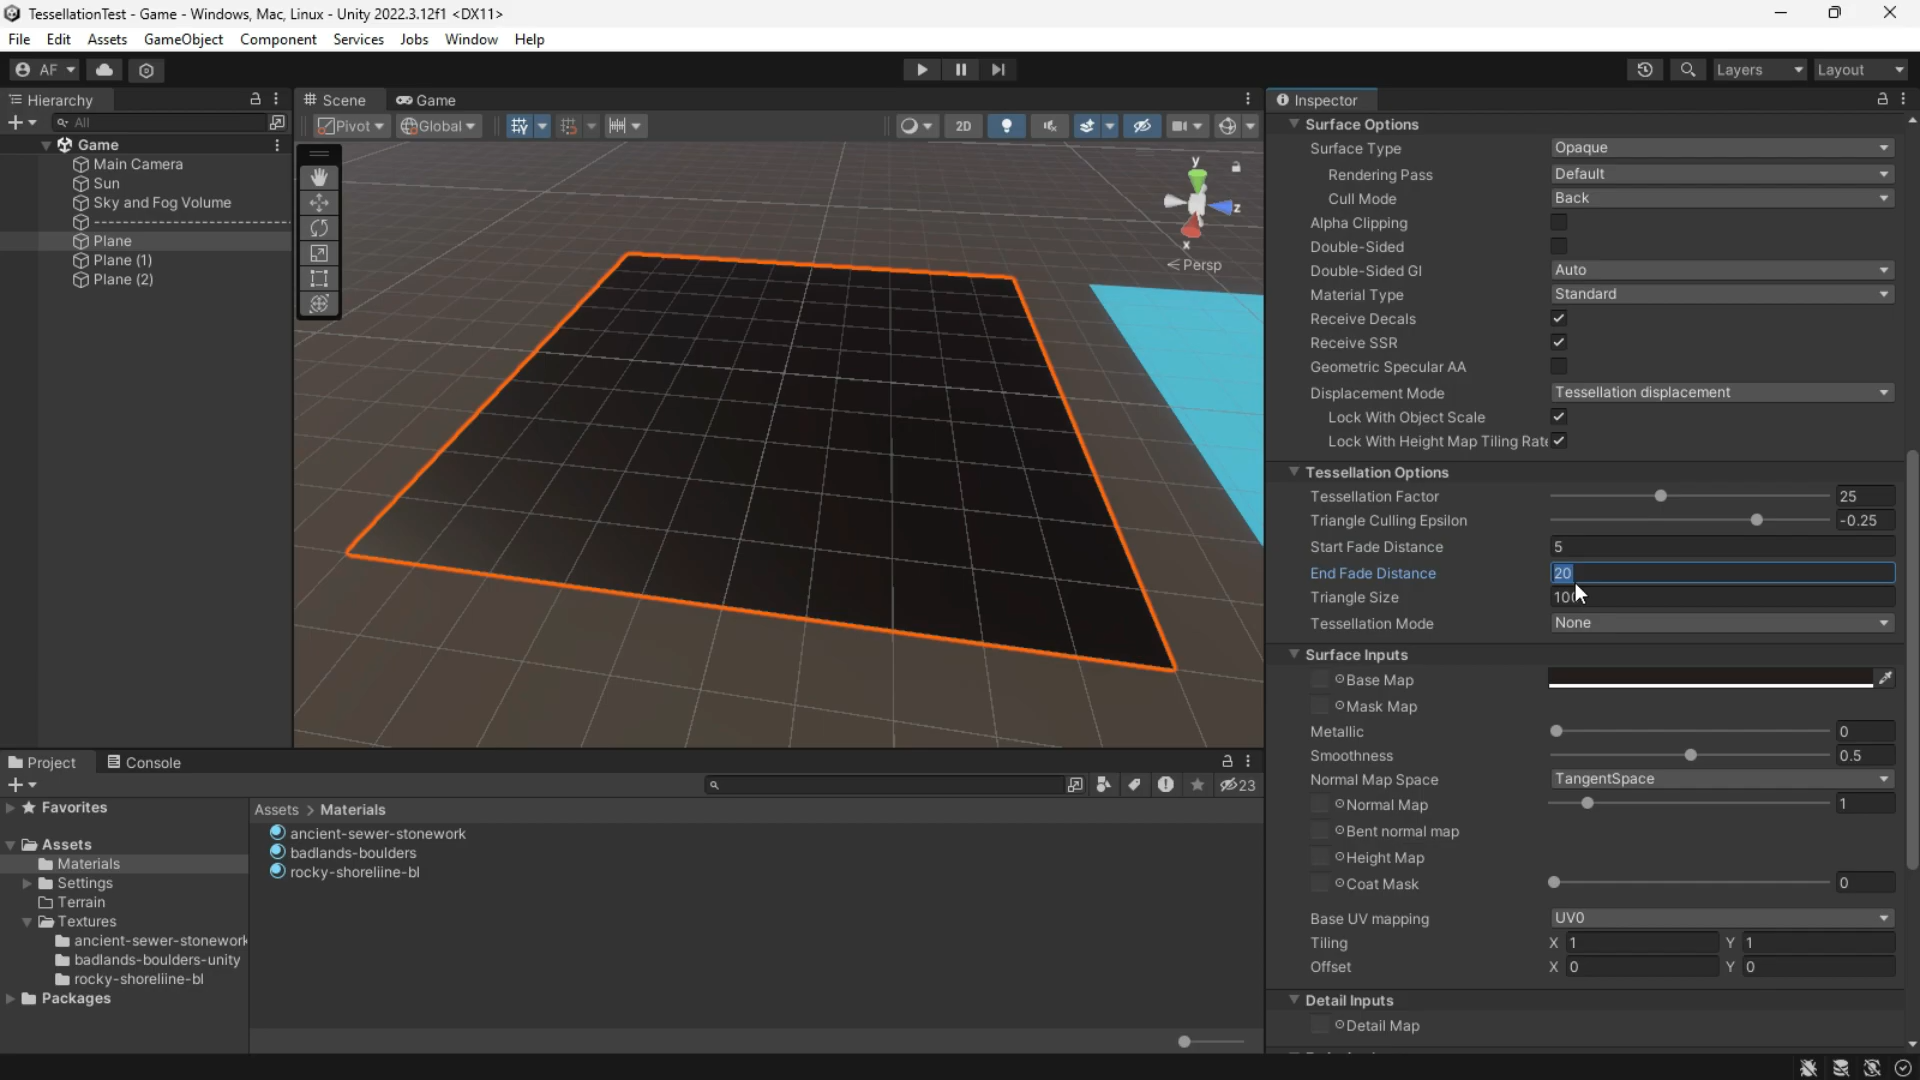 TessellationTest - Game - Windows, Mac, Linux - Unity 2022.3.12f1 <DX11>
File Edit Assets GameObject Component Services Jobs Window Help
AF Layers Layout
Hierarchy
All
Game
Main Camera
Sun
Sky and Fog Volume
Plane
Plane (1)
Plane (2)
Scene Game
Pivot Global 2D
y
z
x
Persp
Inspector
Surface Options
Surface Type Opaque
Rendering Pass Default
Cull Mode Back
Alpha Clipping
Double-Sided
Double-Sided GI Auto
Material Type Standard
Receive Decals
Receive SSR
Geometric Specular AA
Displacement Mode Tessellation displacement
Lock With Object Scale
Lock With Height Map Tiling Rate
Tessellation Options
Tessellation Factor 25
Triangle Culling Epsilon -0.25
Start Fade Distance 5
End Fade Distance 20
Triangle Size 100
Tessellation Mode None
Surface Inputs
Base Map
Mask Map
Metallic 0
Smoothness 0.5
Normal Map Space TangentSpace
Normal Map 1
Bent normal map
Height Map
Coat Mask 0
Base UV mapping UV0
Tiling X 1 Y 1
Offset X 0 Y 0
Detail Inputs
Detail Map
Project Console
23
Favorites
Assets
Materials
Settings
Terrain
Textures
ancient-sewer-stonework
badlands-boulders-unity
rocky-shoreliine-bl
Packages
Assets > Materials
ancient-sewer-stonework
badlands-boulders
rocky-shoreliine-bl